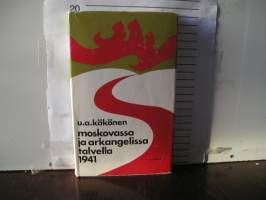 20
u.a.käkönen
moskovassa
ja arkangelissa
talvella
1941